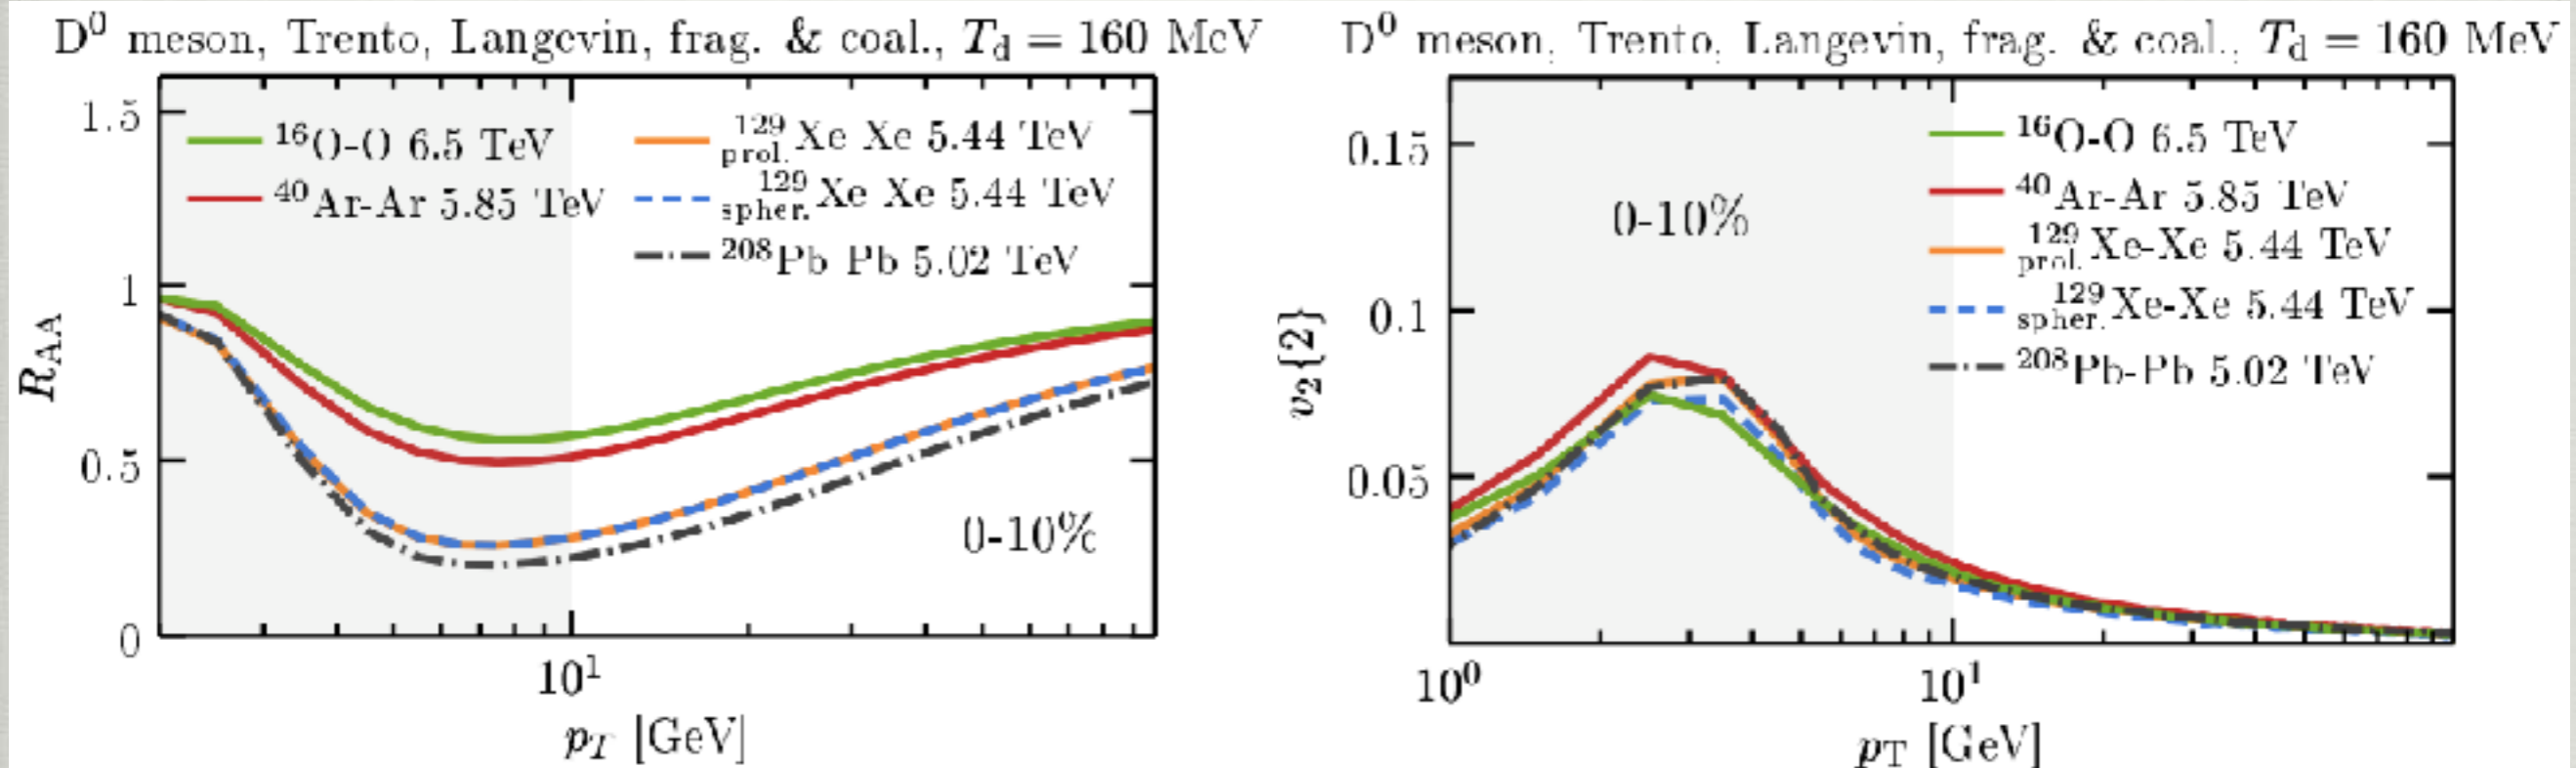 D⁰ meson, Trento, Langevin, frag. & coal., T_d = 160 MeV
1.5
1
0.5
0
R_AA
¹⁶O-O 6.5 TeV
⁴⁰Ar-Ar 5.85 TeV
¹²⁹prol. Xe Xe 5.44 TeV
¹²⁹spher. Xe Xe 5.44 TeV
²⁰⁸Pb Pb 5.02 TeV
0-10%
10¹
p_T [GeV]
D⁰ meson, Trento, Langevin, frag. & coal., T_d = 160 MeV
0.15
0.1
0.05
v₂{2}
0-10%
¹⁶O-O 6.5 TeV
⁴⁰Ar-Ar 5.85 TeV
¹²⁹prol. Xe-Xe 5.44 TeV
¹²⁹spher. Xe-Xe 5.44 TeV
²⁰⁸Pb-Pb 5.02 TeV
10⁰
10¹
p_T [GeV]